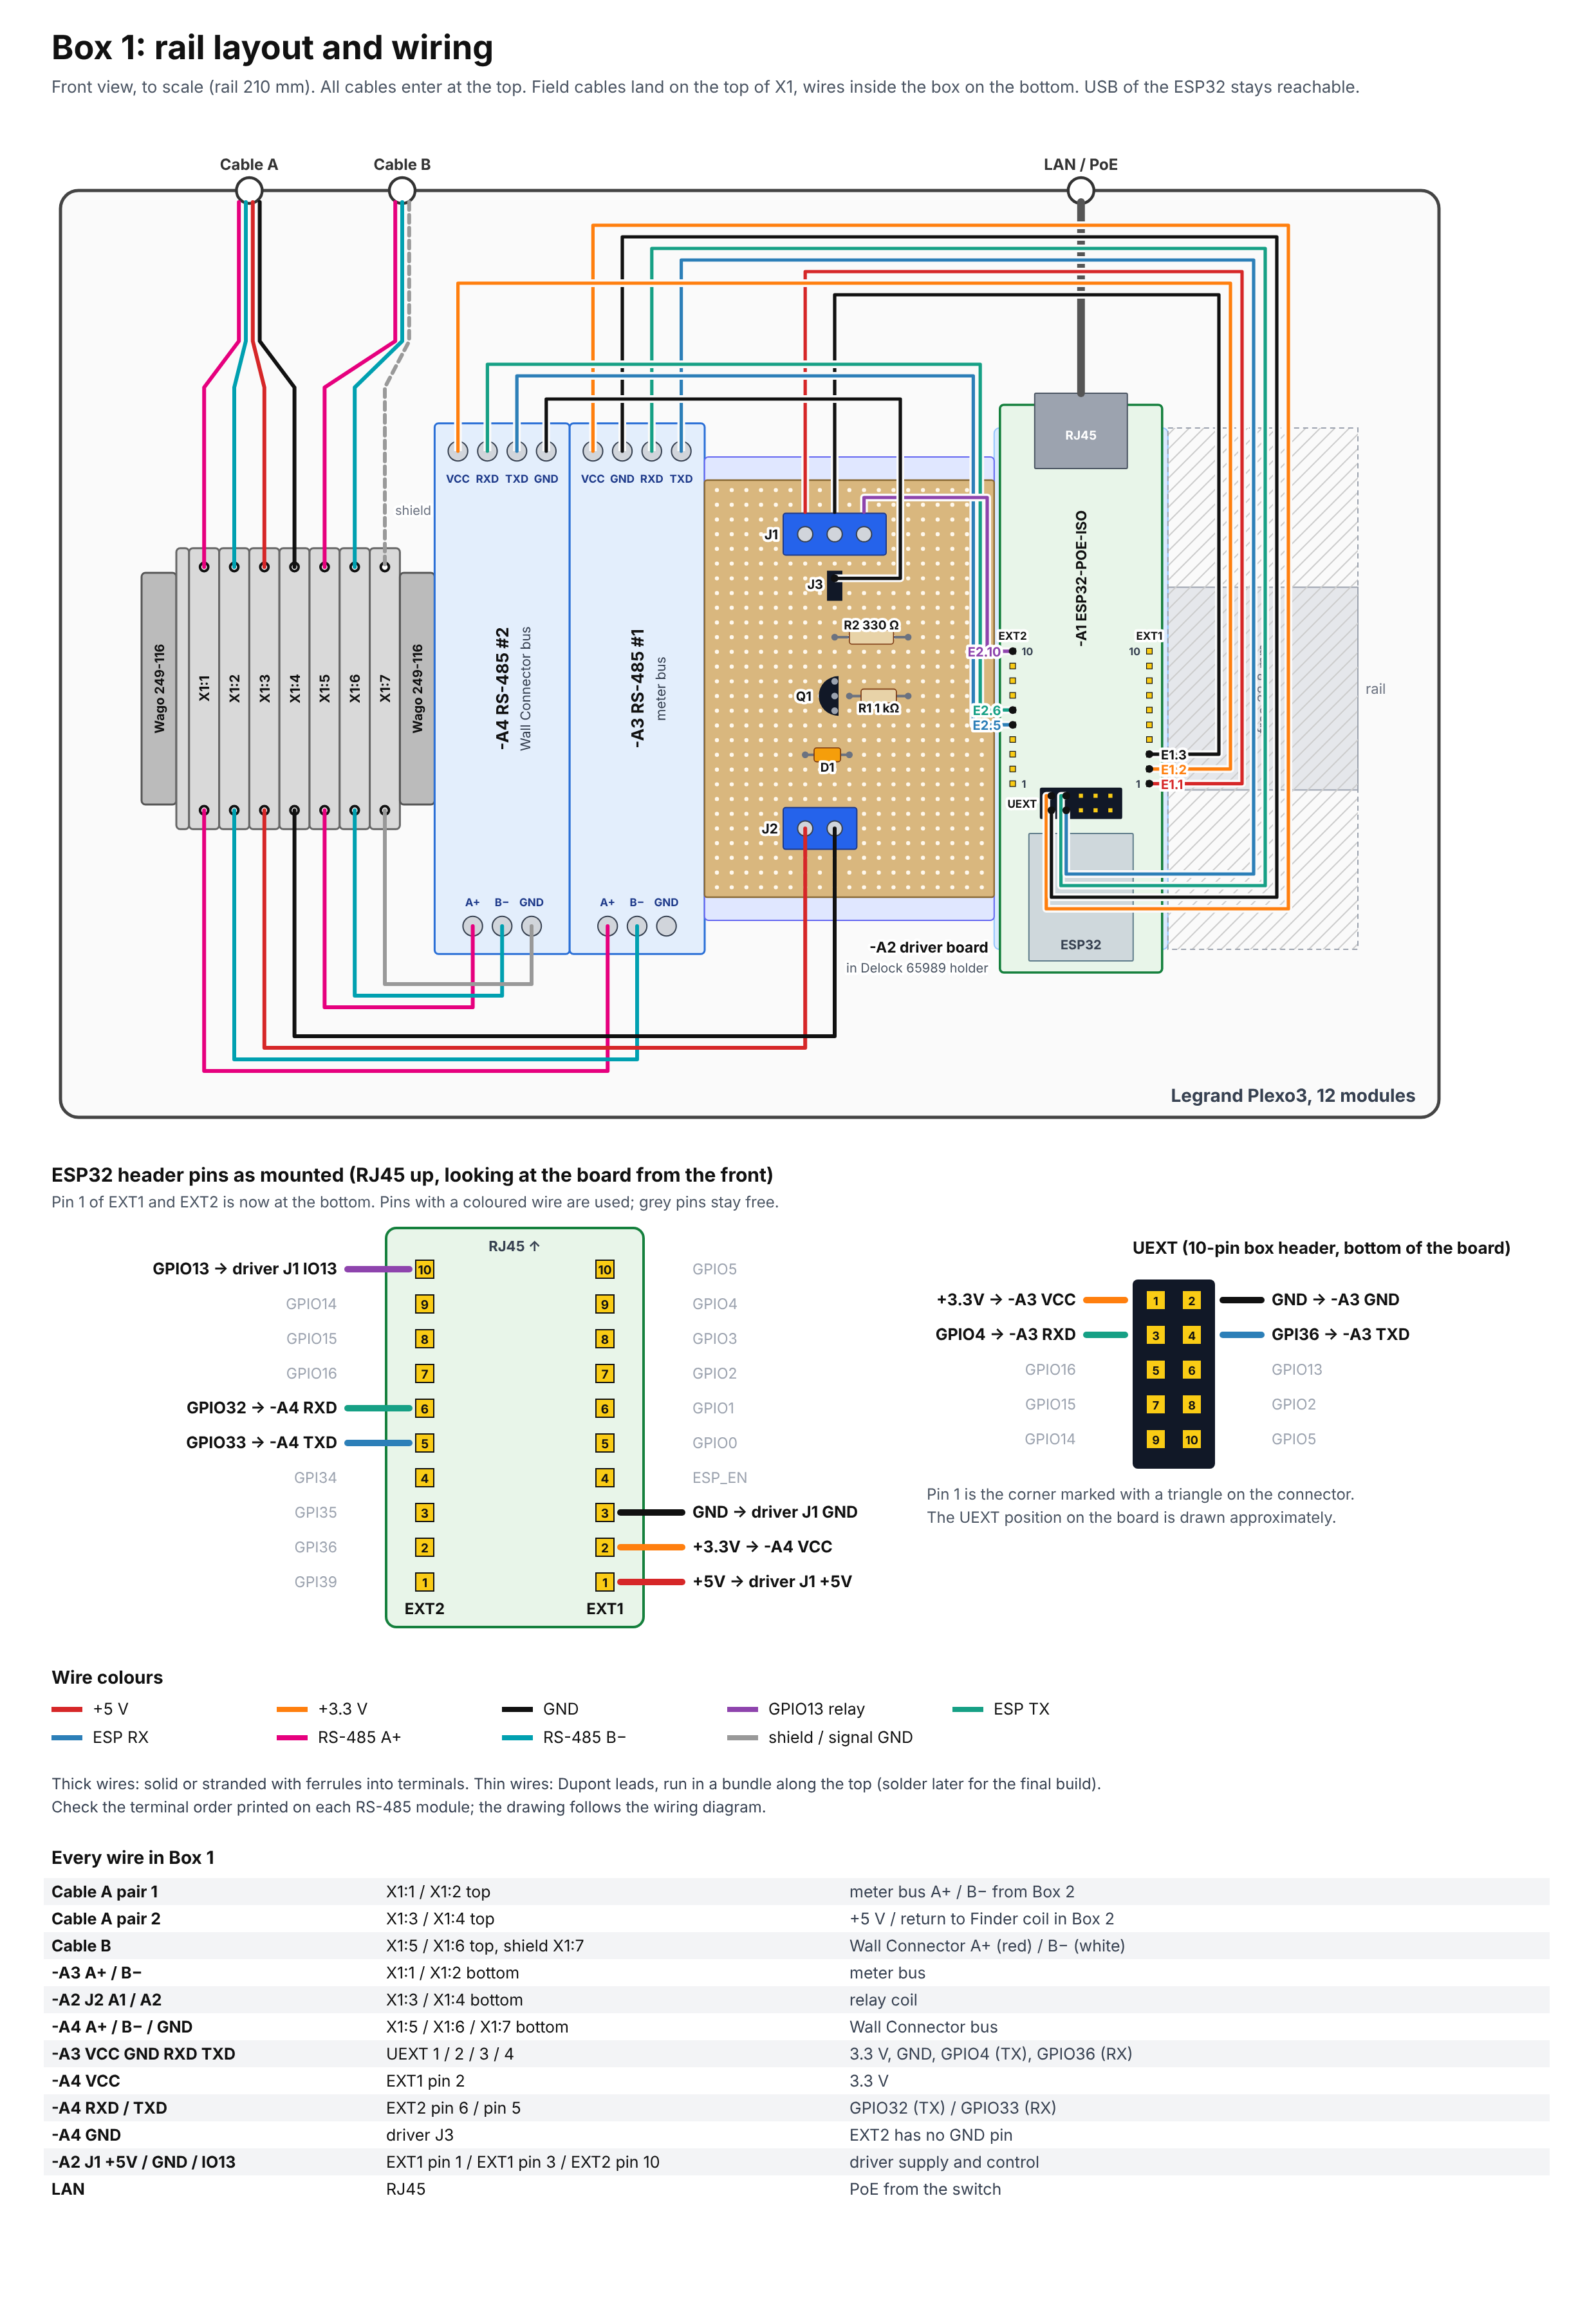 Box 1: rail layout and wiring
Front view, to scale (rail 210 mm). All cables enter at the top. Field cables land on the top of X1, wires inside the box on the bottom. USB of the ESP32 stays reachable.
Cable A
Cable B
LAN / PoE
RJ45
VCC RXD TXD GND
VCC GND RXD TXD
shield
J1
J3
R2 330 Ω
Q1
R1 1 kΩ
D1
J2
Wago 249-116
X1:1
X1:2
X1:3
X1:4
X1:5
X1:6
X1:7
Wago 249-116
-A4 RS-485 #2
Wall Connector bus
-A3 RS-485 #1
meter bus
-A1 ESP32-POE-ISO
EXT2
EXT1
E2.10
10
10
E2.6
E2.5
E1.3
E1.2
1
1
E1.1
UEXT
rail
A+ B− GND
A+ B− GND
-A2 driver board
in Delock 65989 holder
ESP32
Legrand Plexo3, 12 modules
ESP32 header pins as mounted (RJ45 up, looking at the board from the front)
Pin 1 of EXT1 and EXT2 is now at the bottom. Pins with a coloured wire are used; grey pins stay free.
RJ45 ↑
GPIO13 → driver J1 IO13 10 10 GPIO5
GPIO14 9 9 GPIO4
GPIO15 8 8 GPIO3
GPIO16 7 7 GPIO2
GPIO32 → -A4 RXD 6 6 GPIO1
GPIO33 → -A4 TXD 5 5 GPIO0
GPI34 4 4 ESP_EN
GPI35 3 3 GND → driver J1 GND
GPI36 2 2 +3.3V → -A4 VCC
GPI39 1 1 +5V → driver J1 +5V
EXT2 EXT1
UEXT (10-pin box header, bottom of the board)
+3.3V → -A3 VCC 1 2 GND → -A3 GND
GPIO4 → -A3 RXD 3 4 GPI36 → -A3 TXD
GPIO16 5 6 GPIO13
GPIO15 7 8 GPIO2
GPIO14 9 10 GPIO5
Pin 1 is the corner marked with a triangle on the connector.
The UEXT position on the board is drawn approximately.
Wire colours
+5 V +3.3 V GND GPIO13 relay ESP TX
ESP RX RS-485 A+ RS-485 B− shield / signal GND
Thick wires: solid or stranded with ferrules into terminals. Thin wires: Dupont leads, run in a bundle along the top (solder later for the final build).
Check the terminal order printed on each RS-485 module; the drawing follows the wiring diagram.
Every wire in Box 1
Cable A pair 1 X1:1 / X1:2 top meter bus A+ / B− from Box 2
Cable A pair 2 X1:3 / X1:4 top +5 V / return to Finder coil in Box 2
Cable B X1:5 / X1:6 top, shield X1:7 Wall Connector A+ (red) / B− (white)
-A3 A+ / B− X1:1 / X1:2 bottom meter bus
-A2 J2 A1 / A2 X1:3 / X1:4 bottom relay coil
-A4 A+ / B− / GND X1:5 / X1:6 / X1:7 bottom Wall Connector bus
-A3 VCC GND RXD TXD UEXT 1 / 2 / 3 / 4 3.3 V, GND, GPIO4 (TX), GPIO36 (RX)
-A4 VCC EXT1 pin 2 3.3 V
-A4 RXD / TXD EXT2 pin 6 / pin 5 GPIO32 (TX) / GPIO33 (RX)
-A4 GND driver J3 EXT2 has no GND pin
-A2 J1 +5V / GND / IO13 EXT1 pin 1 / EXT1 pin 3 / EXT2 pin 10 driver supply and control
LAN RJ45 PoE from the switch